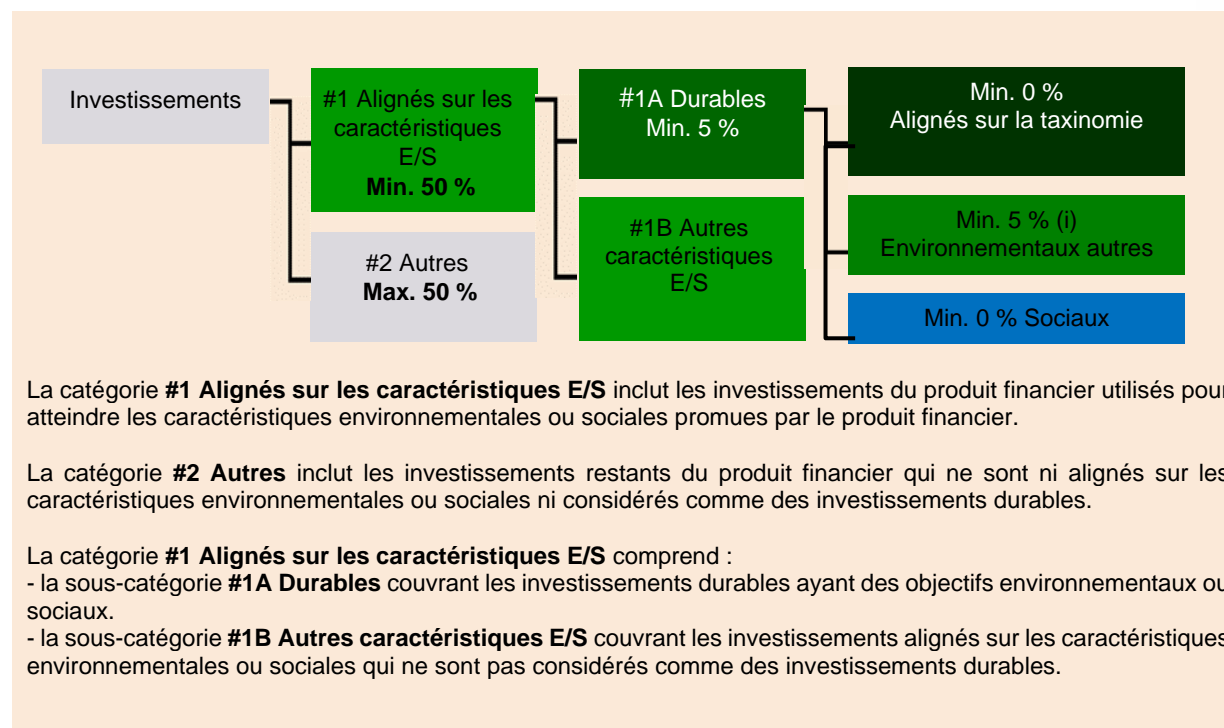 Investissements
#1 Alignés sur les
caractéristiques
E/S
Min. 50 %
#2 Autres
Max. 50 %
#1A Durables
Min. 5 %
#1B Autres
caractéristiques
E/S
Min. 0 %
Alignés sur la taxinomie
Min. 5 % (i)
Environnementaux autres
Min. 0 % Sociaux
La catégorie #1 Alignés sur les caractéristiques E/S inclut les investissements du produit financier utilisés pour
atteindre les caractéristiques environnementales ou sociales promues par le produit financier.
La catégorie #2 Autres inclut les investissements restants du produit financier qui ne sont ni alignés sur les
caractéristiques environnementales ou sociales ni considérés comme des investissements durables.
La catégorie #1 Alignés sur les caractéristiques E/S comprend :
- la sous-catégorie #1A Durables couvrant les investissements durables ayant des objectifs environnementaux ou
sociaux.
- la sous-catégorie #1B Autres caractéristiques E/S couvrant les investissements alignés sur les caractéristiques
environnementales ou sociales qui ne sont pas considérés comme des investissements durables.